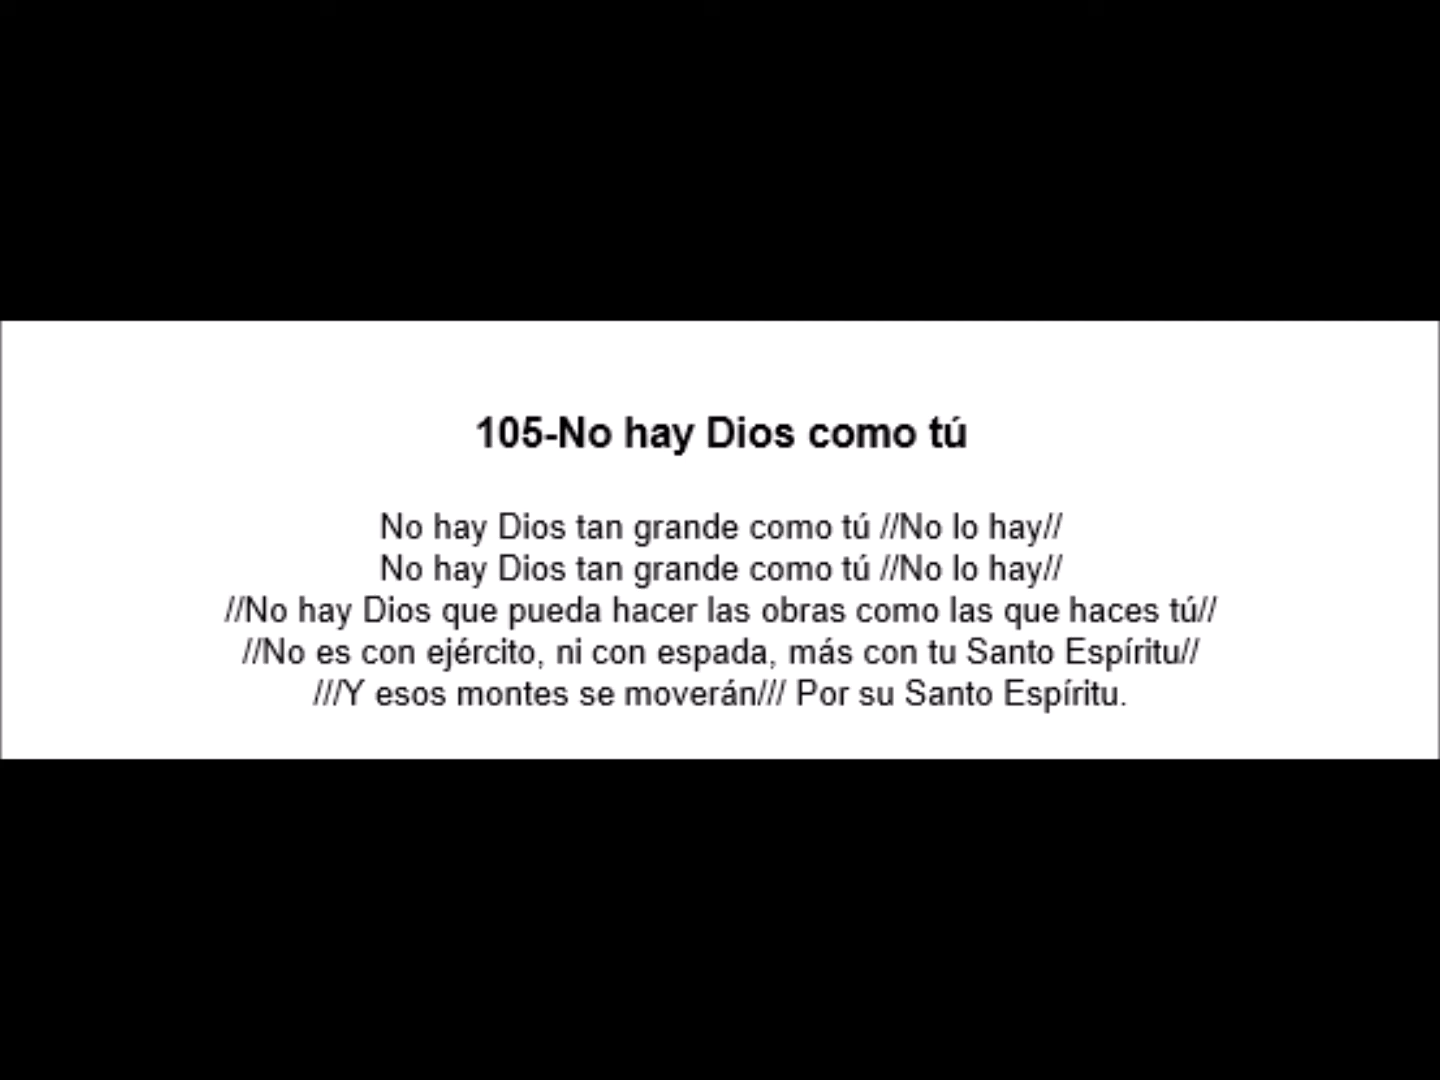 105-No hay Dios como tú
No hay Dios tan grande como tú //No lo hay//
No hay Dios tan grande como tú //No lo hay//
//No hay Dios que pueda hacer las obras como las que haces tú//
//No es con ejército, ni con espada, más con tu Santo Espíritu//
///Y esos montes se moverán/// Por su Santo Espíritu.